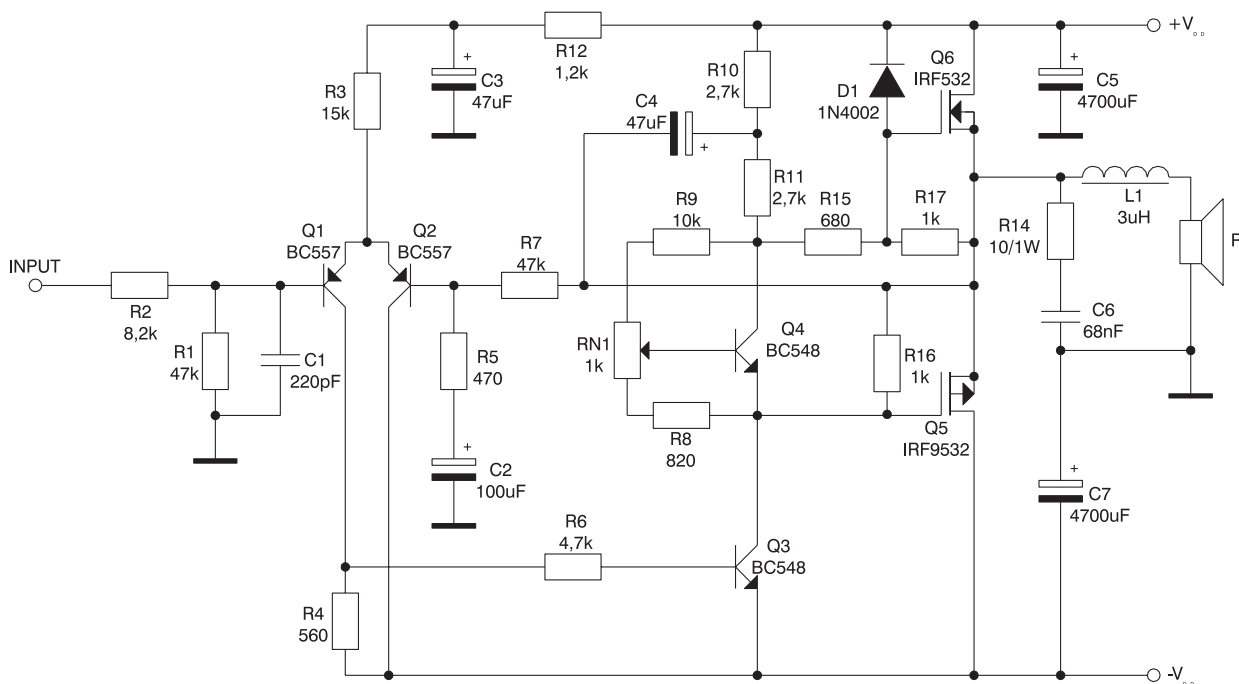 +V DD
R12
1,2k
Q6
IRF532
R10
2,7k
C3
47uF
R3
15k
D1
1N4002
C5
4700uF
C4
47uF
+
+
+
R11
2,7k
R9
10k
R15
680
R17
1k
L1
3uH
R14
10/1W
R
Q1
BC557
Q2
BC557
R7
47k
INPUT
R2
8,2k
C6
68nF
Q4
BC548
RN1
1k
R16
1k
R1
47k
C1
220pF
R5
470
Q5
IRF9532
R8
820
+
C2
100uF
+
C7
4700uF
R6
4,7k
Q3
BC548
R4
560
-V DD